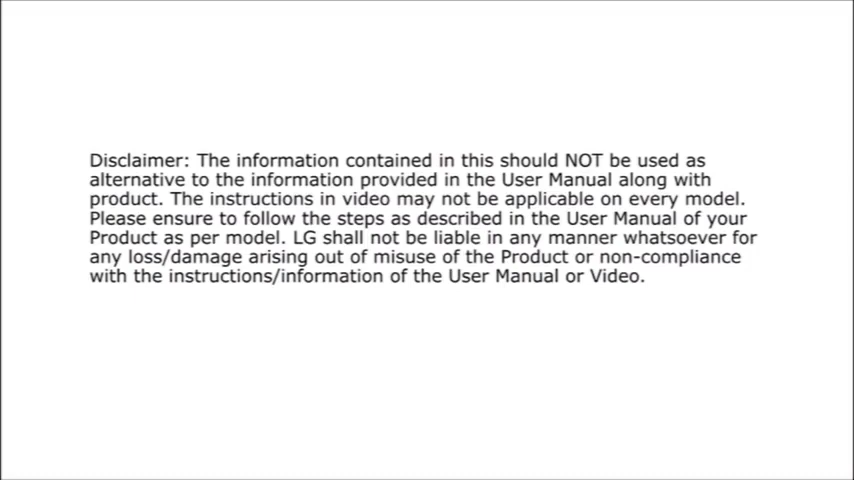 Disclaimer: The information contained in this should NOT be used as
alternative to the information provided in the User Manual along with
product. The instructions in video may not be applicable on every model.
Please ensure to follow the steps as described in the User Manual of your
Product as per model. LG shall not be liable in any manner whatsoever for
any loss/damage arising out of misuse of the Product or non-compliance
with the instructions/information of the User Manual or Video.